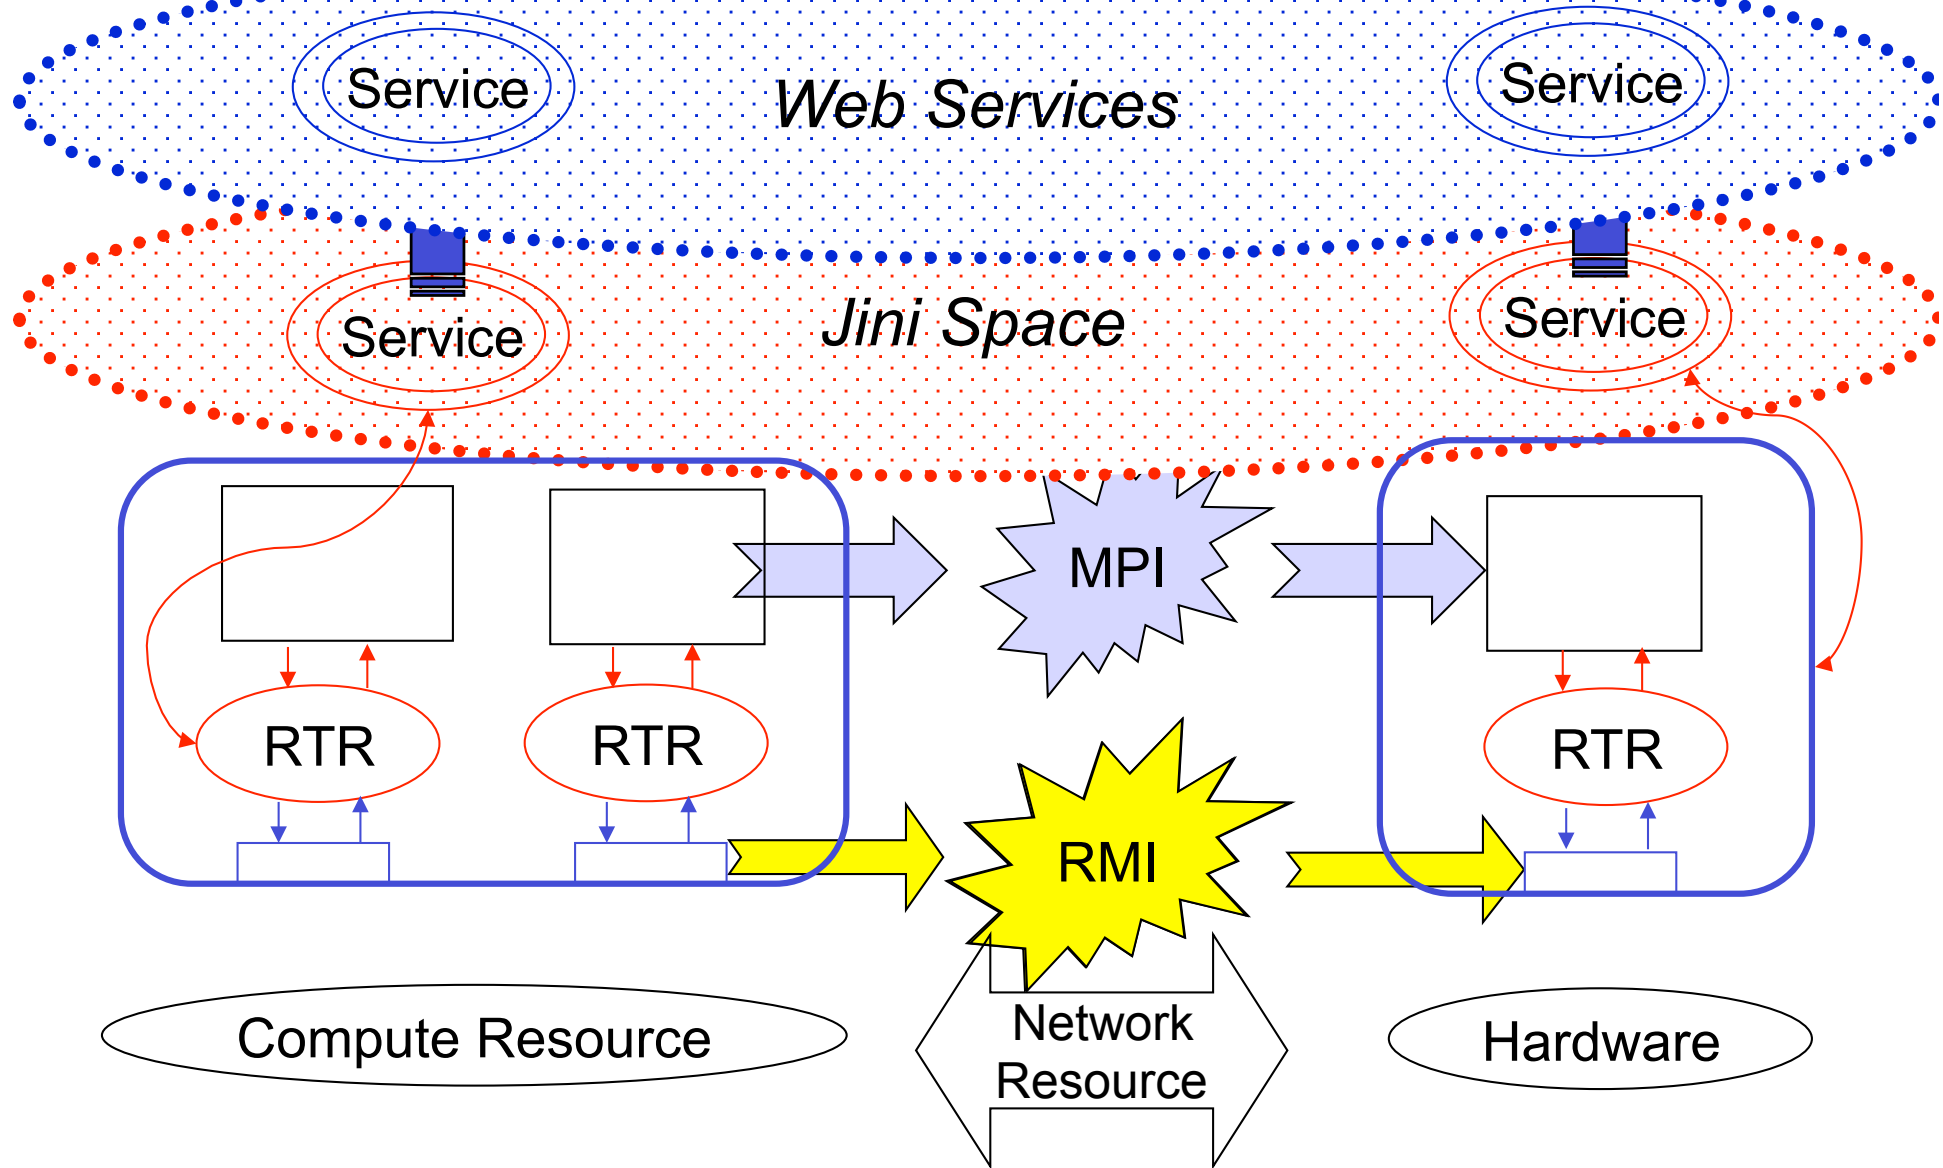 Service
Web Services
Service
Service
Jini Space
Service
MPI
RTR
RTR
RTR
RMI
Compute Resource
Network
Resource
Hardware